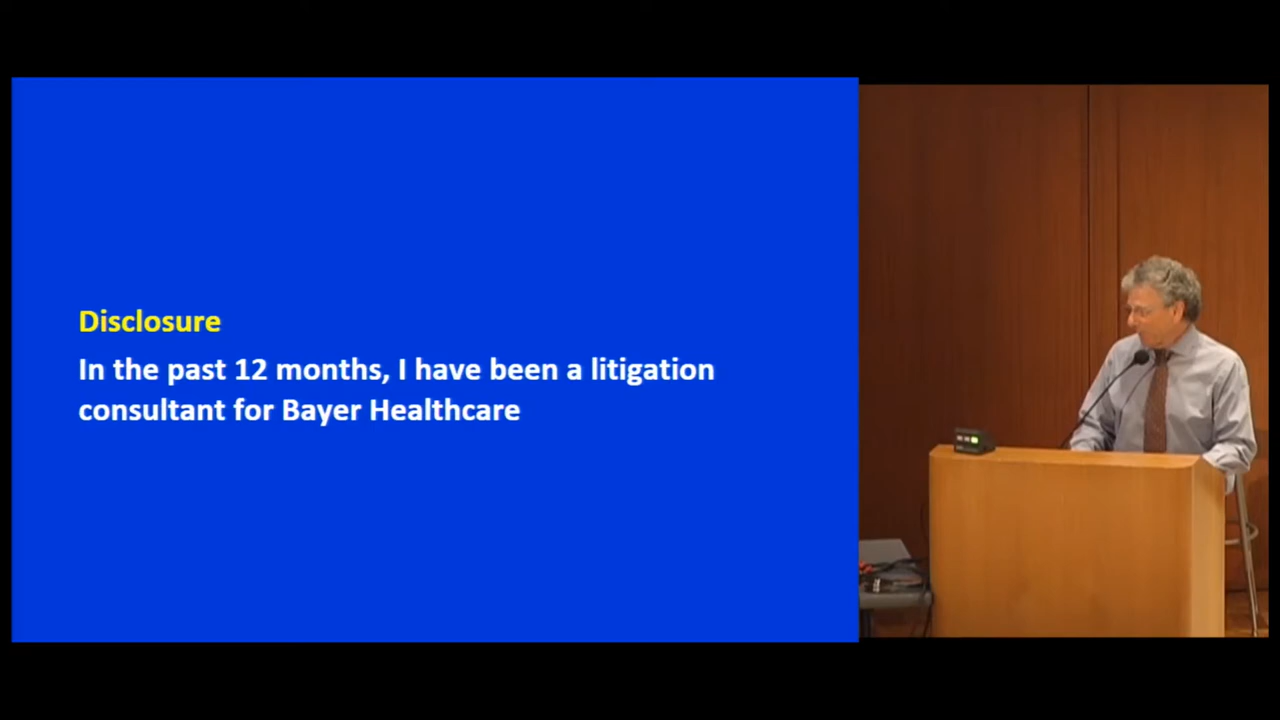 Disclosure
In the past 12 months, I have been a litigation
consultant for Bayer Healthcare